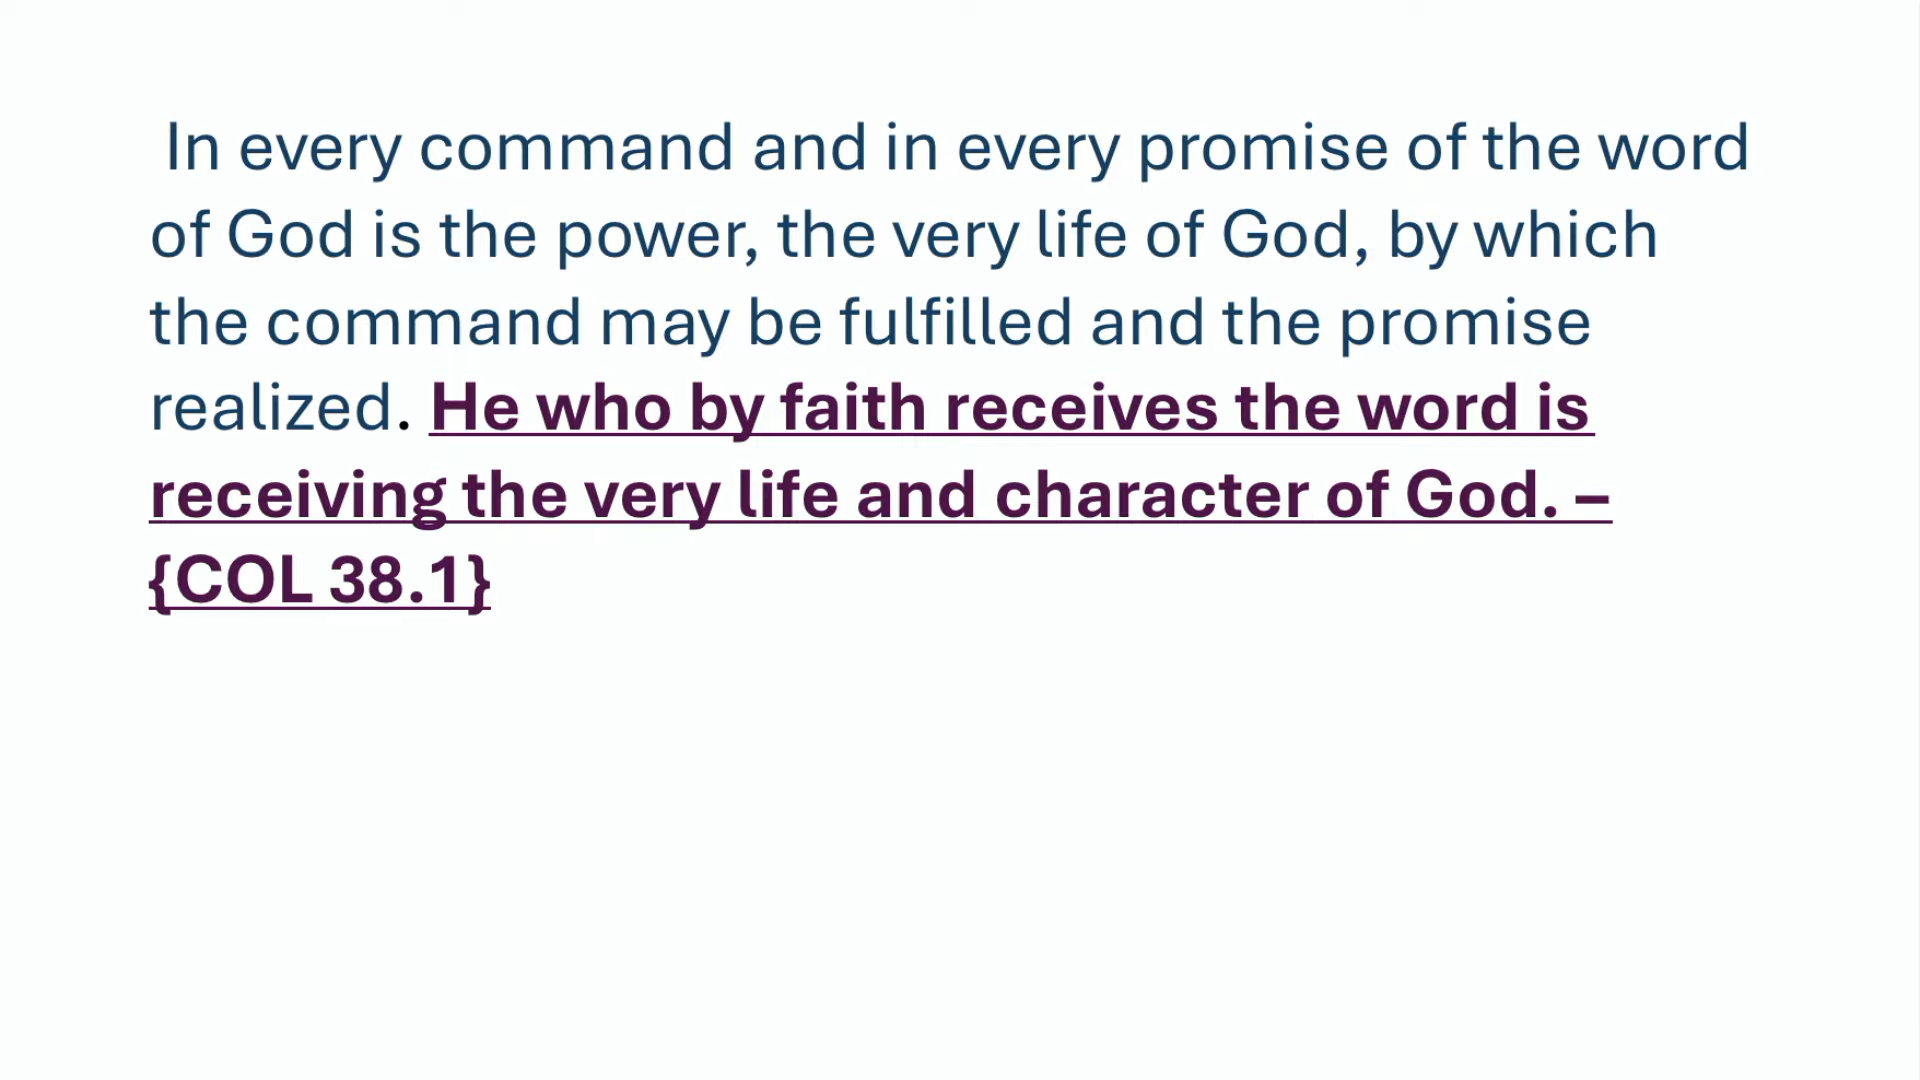 In every command and in every promise of the word
of God is the power, the very life of God, by which
the command may be fulfilled and the promise
realized. He who by faith receives the word is
receiving the very life and character of God. –
{COL 38.1}